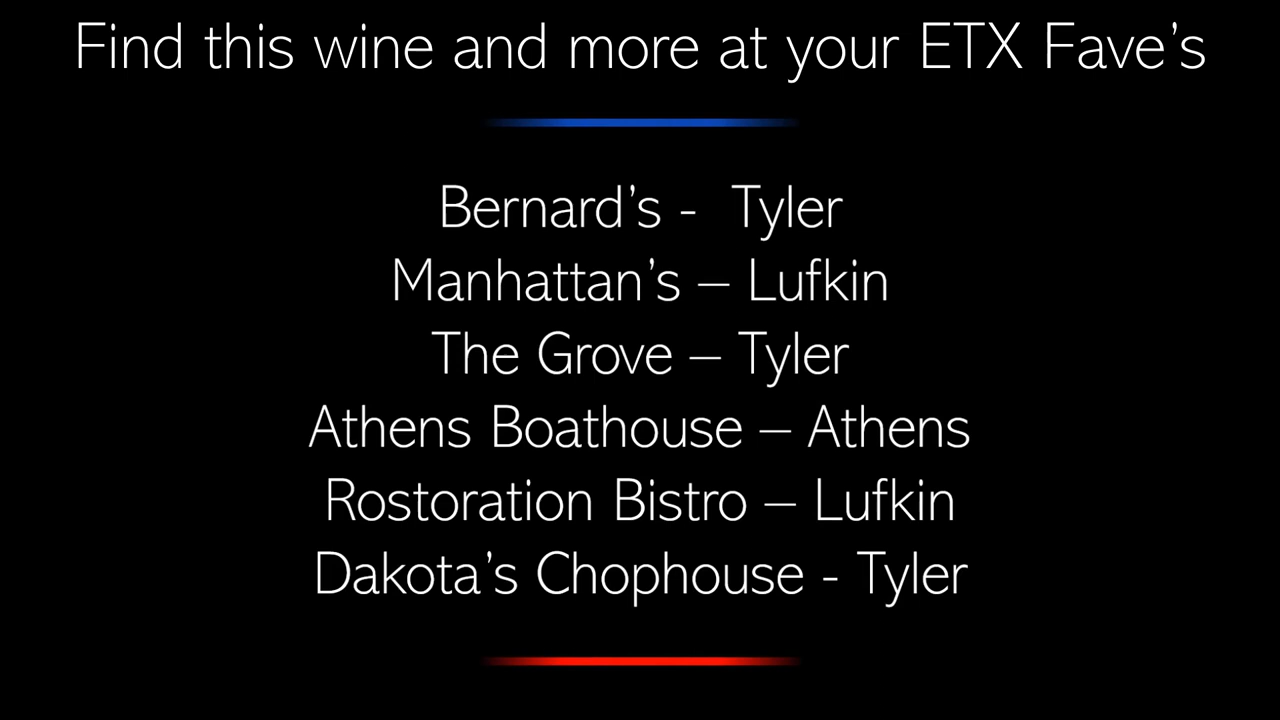 Find this wine and more at your ETX Fave’s
Bernard’s -  Tyler
Manhattan’s – Lufkin
The Grove – Tyler
Athens Boathouse – Athens
Rostoration Bistro – Lufkin
Dakota’s Chophouse - Tyler